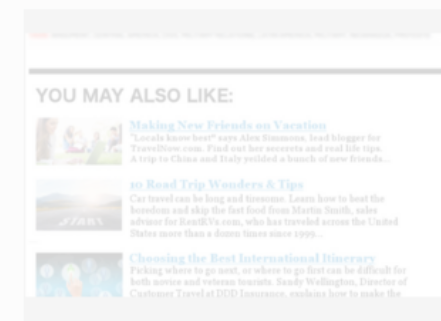 YOU MAY ALSO LIKE:
Making New Friends on Vacation
"Locals know best" says Alex Simmons, lead blogger for
TravelNow.com. Find out her secerets and real life tips.
A trip to China and Italy yeilded a bunch of new friends...
10 Road Trip Wonders & Tips
Car travel can be long and tiresome. Learn how to beat the
boredom and skip the fast food from Martin Smith, sales
advisor for RentRVs.com, who has traveled across the United
States more than a dozen times since 1999...
Choosing the Best International Itinerary
Picking where to go next, or where to go first can be difficult for
both novice and veteran tourists. Sandy Wellington, Director of
Customer Travel at DDD Insurance, explains how to make the